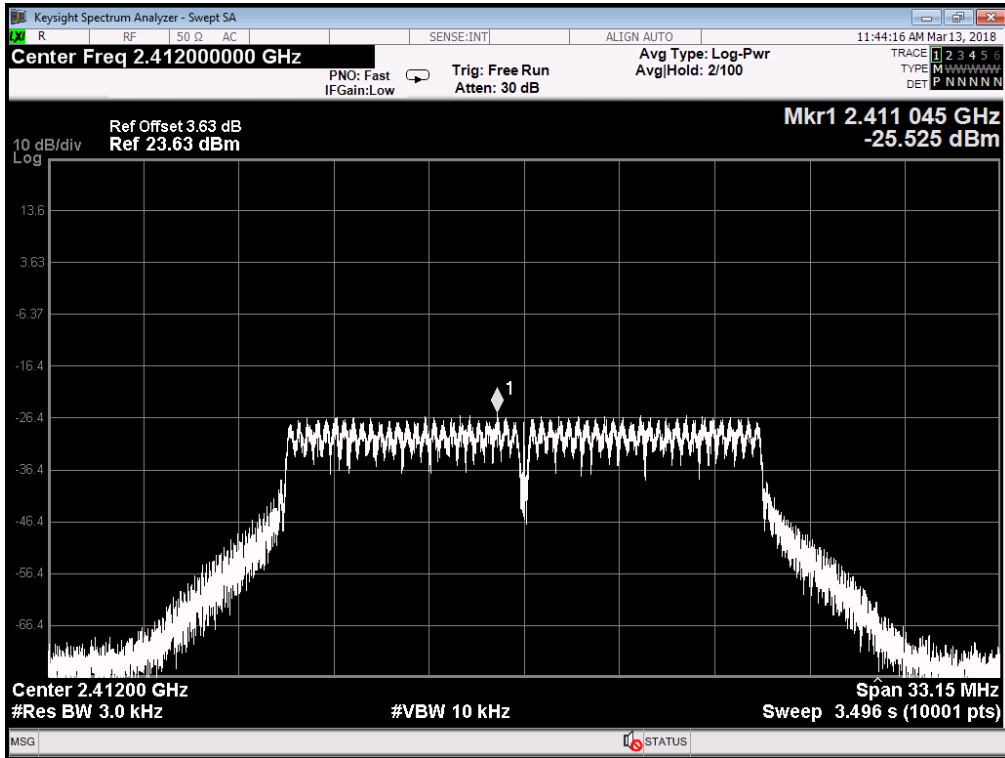 Keysight Spectrum Analyzer - Swept SA
LXI R RF 50 Ω AC SENSE:INT ALIGN AUTO 11:44:16 AM Mar 13, 2018
Center Freq 2.412000000 GHz
PNO: Fast
IFGain:Low
Trig: Free Run
Atten: 30 dB
Avg Type: Log-Pwr
Avg|Hold: 2/100
TRACE 1 2 3 4 5 6
TYPE M WWWWW
DET P N N N N N
Mkr1 2.411 045 GHz
-25.525 dBm
Ref Offset 3.63 dB
10 dB/div Ref 23.63 dBm
Log
13.6
3.63
-6.37
-16.4
1
-26.4
-36.4
-46.4
-56.4
-66.4
Center 2.41200 GHz Span 33.15 MHz
#Res BW 3.0 kHz #VBW 10 kHz Sweep 3.496 s (10001 pts)
MSG STATUS